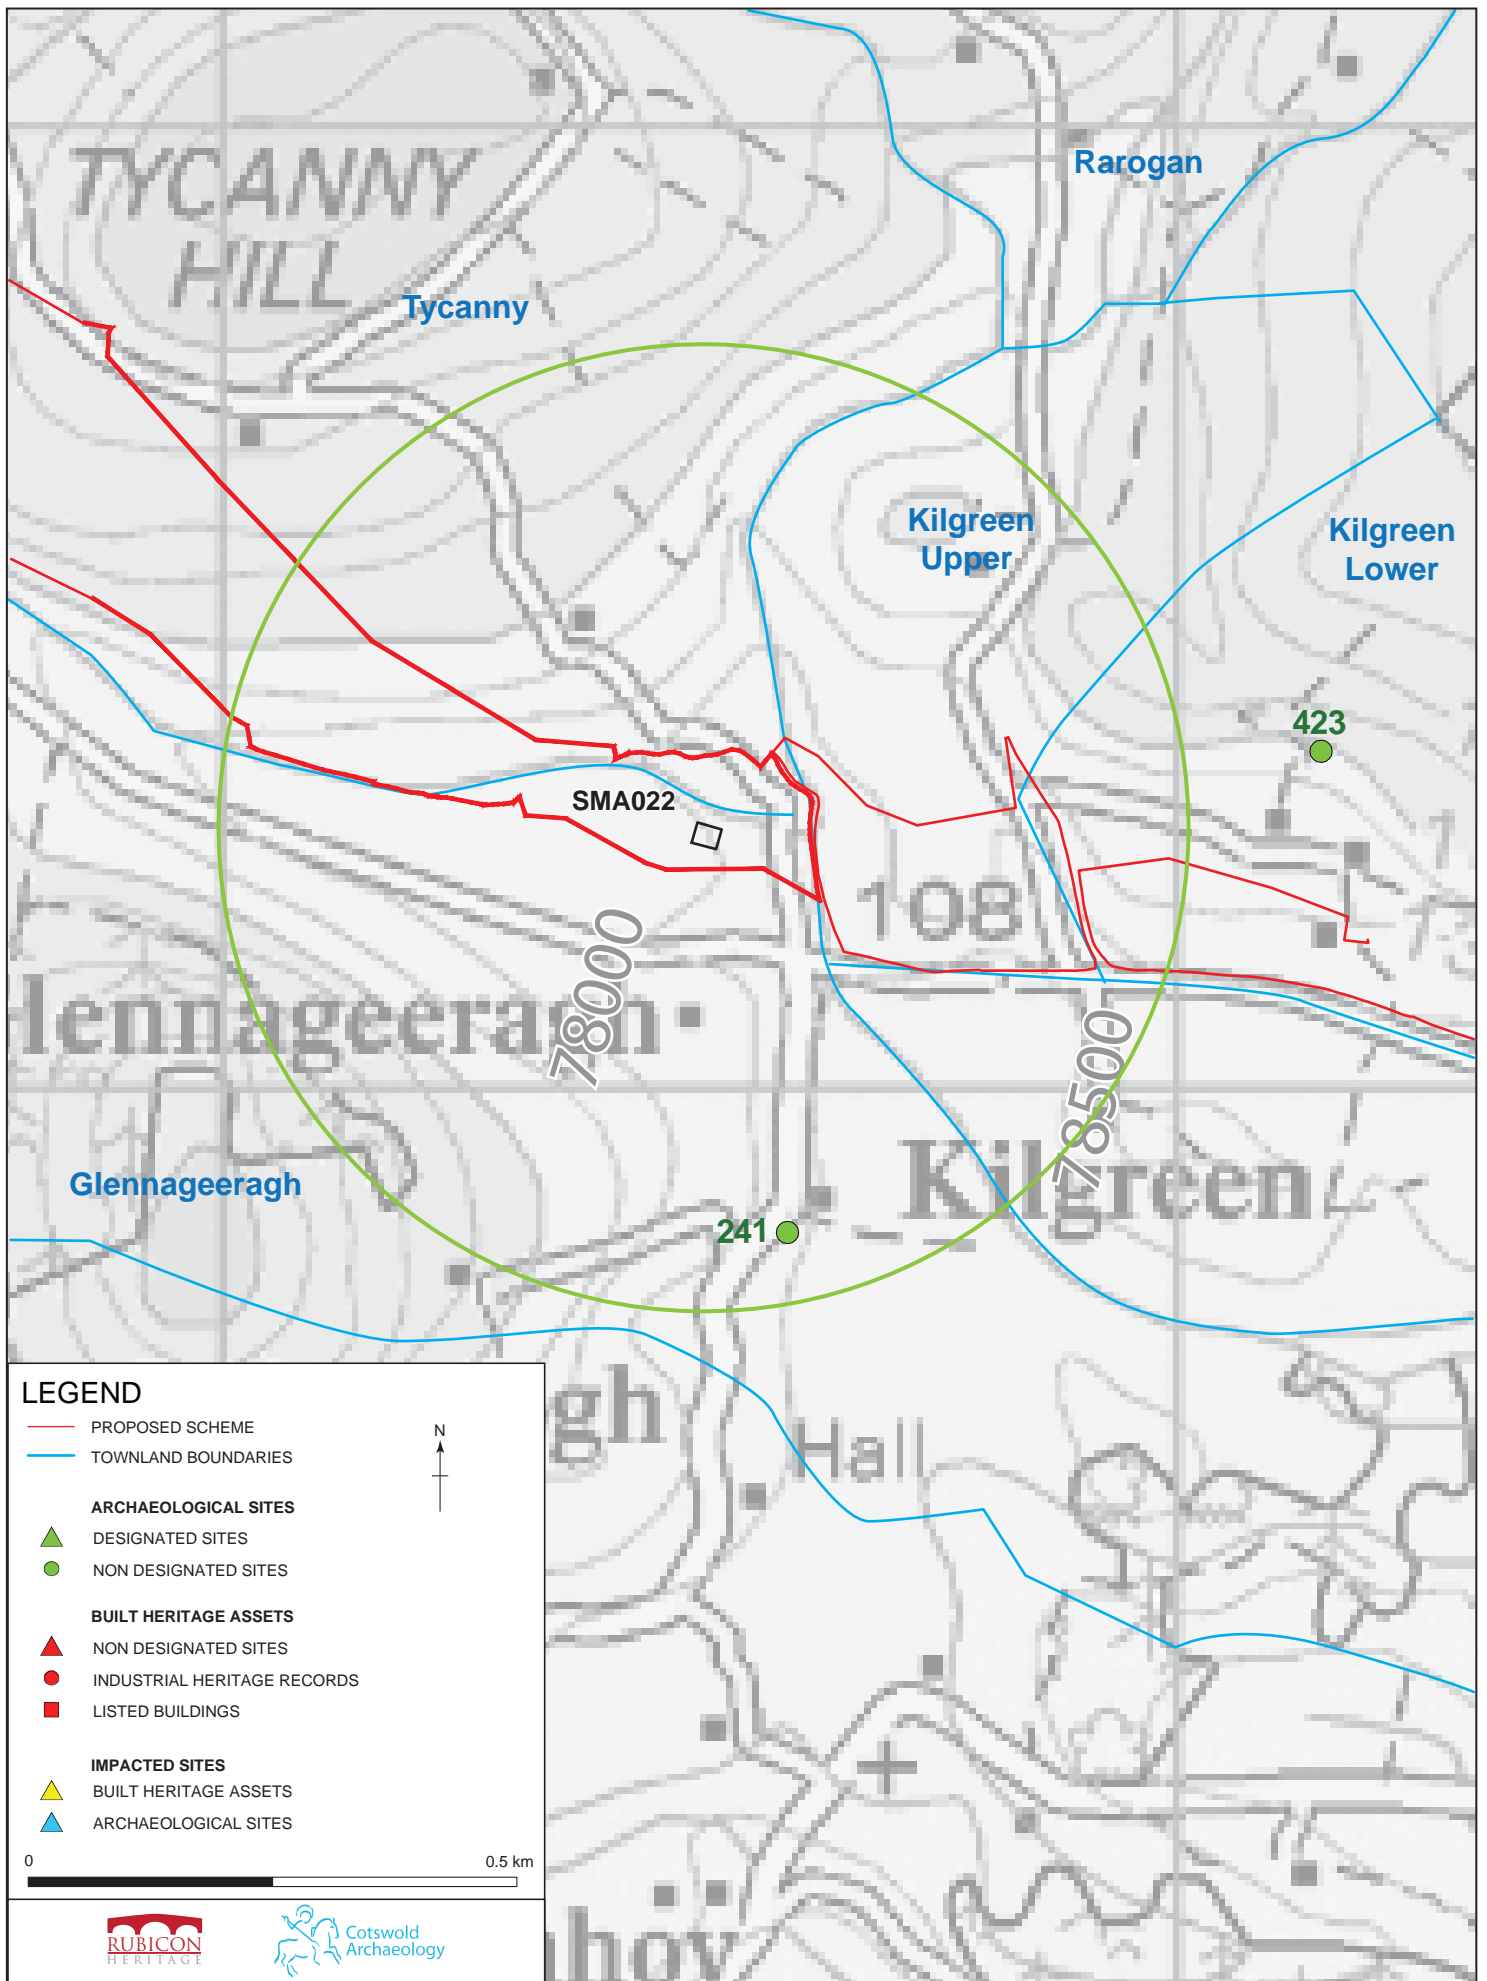 TYCANNY
HILL
Rarogan
Tycanny
Kilgreen
Upper
Kilgreen
Lower
423
SMA022
108
78000
lennageeragh
78500
Kilgreen
Glennageeragh
241
gh
Hall
LEGEND
PROPOSED SCHEME
TOWNLAND BOUNDARIES
N
ARCHAEOLOGICAL SITES
DESIGNATED SITES
NON DESIGNATED SITES
BUILT HERITAGE ASSETS
NON DESIGNATED SITES
INDUSTRIAL HERITAGE RECORDS
LISTED BUILDINGS
IMPACTED SITES
BUILT HERITAGE ASSETS
ARCHAEOLOGICAL SITES
0 0.5 km
RUBICON
HERITAGE
Cotswold
Archaeology